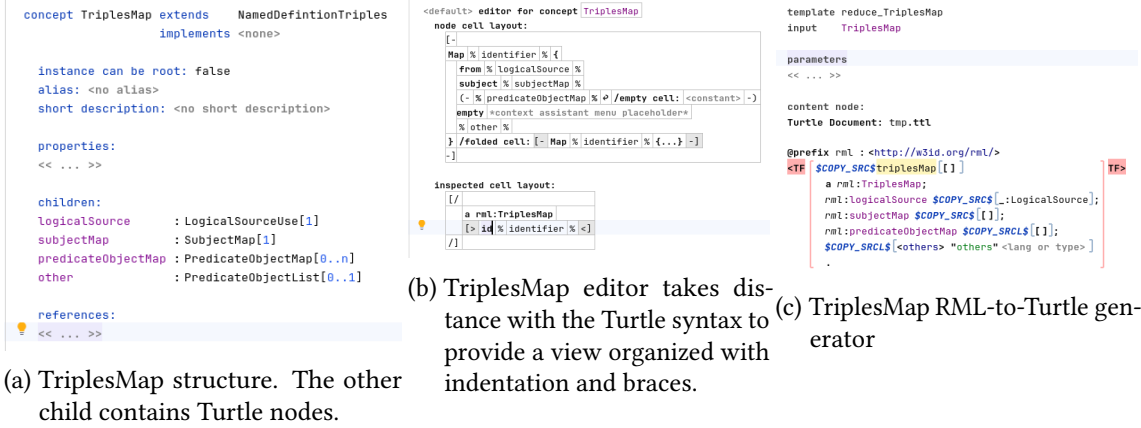 concept TriplesMap extends NamedDefintionTriples
implements <none>
instance can be root: false
alias: <no alias>
short description: <no short description>
properties:
<< ... >>
children:
logicalSource : LogicalSourceUse[1]
subjectMap : SubjectMap[1]
predicateObjectMap : PredicateObjectMap[0..n]
other : PredicateObjectList[0..1]
references:
<< ... >>
(a) TriplesMap structure. The other
child contains Turtle nodes.
<default> editor for concept TriplesMap
node cell layout:
[-
Map % identifier % {
from % logicalSource %
subject % subjectMap %
(- % predicateObjectMap % ↵ /empty cell: <constant> -)
empty *context assistant menu placeholder*
% other %
} /folded cell: [- Map % identifier % {...} -]
-]
inspected cell layout:
[/
a rml:TriplesMap
[> id % identifier % <]
/]
(b) TriplesMap editor takes dis-
tance with the Turtle syntax to
provide a view organized with
indentation and braces.
template reduce_TriplesMap
input TriplesMap
parameters
<< ... >>
content node:
Turtle Document: tmp.ttl
@prefix rml : <http://w3id.org/rml/>
<TF [ $COPY_SRC$triplesMap[[] ] TF>
a rml:TriplesMap;
rml:logicalSource $COPY_SRC$[_:LogicalSource];
rml:subjectMap $COPY_SRC$[[]];
rml:predicateObjectMap $COPY_SRCL$[[]];
$COPY_SRCL$[<others> "others"<lang or type> ]
.
(c) TriplesMap RML-to-Turtle gen-
erator